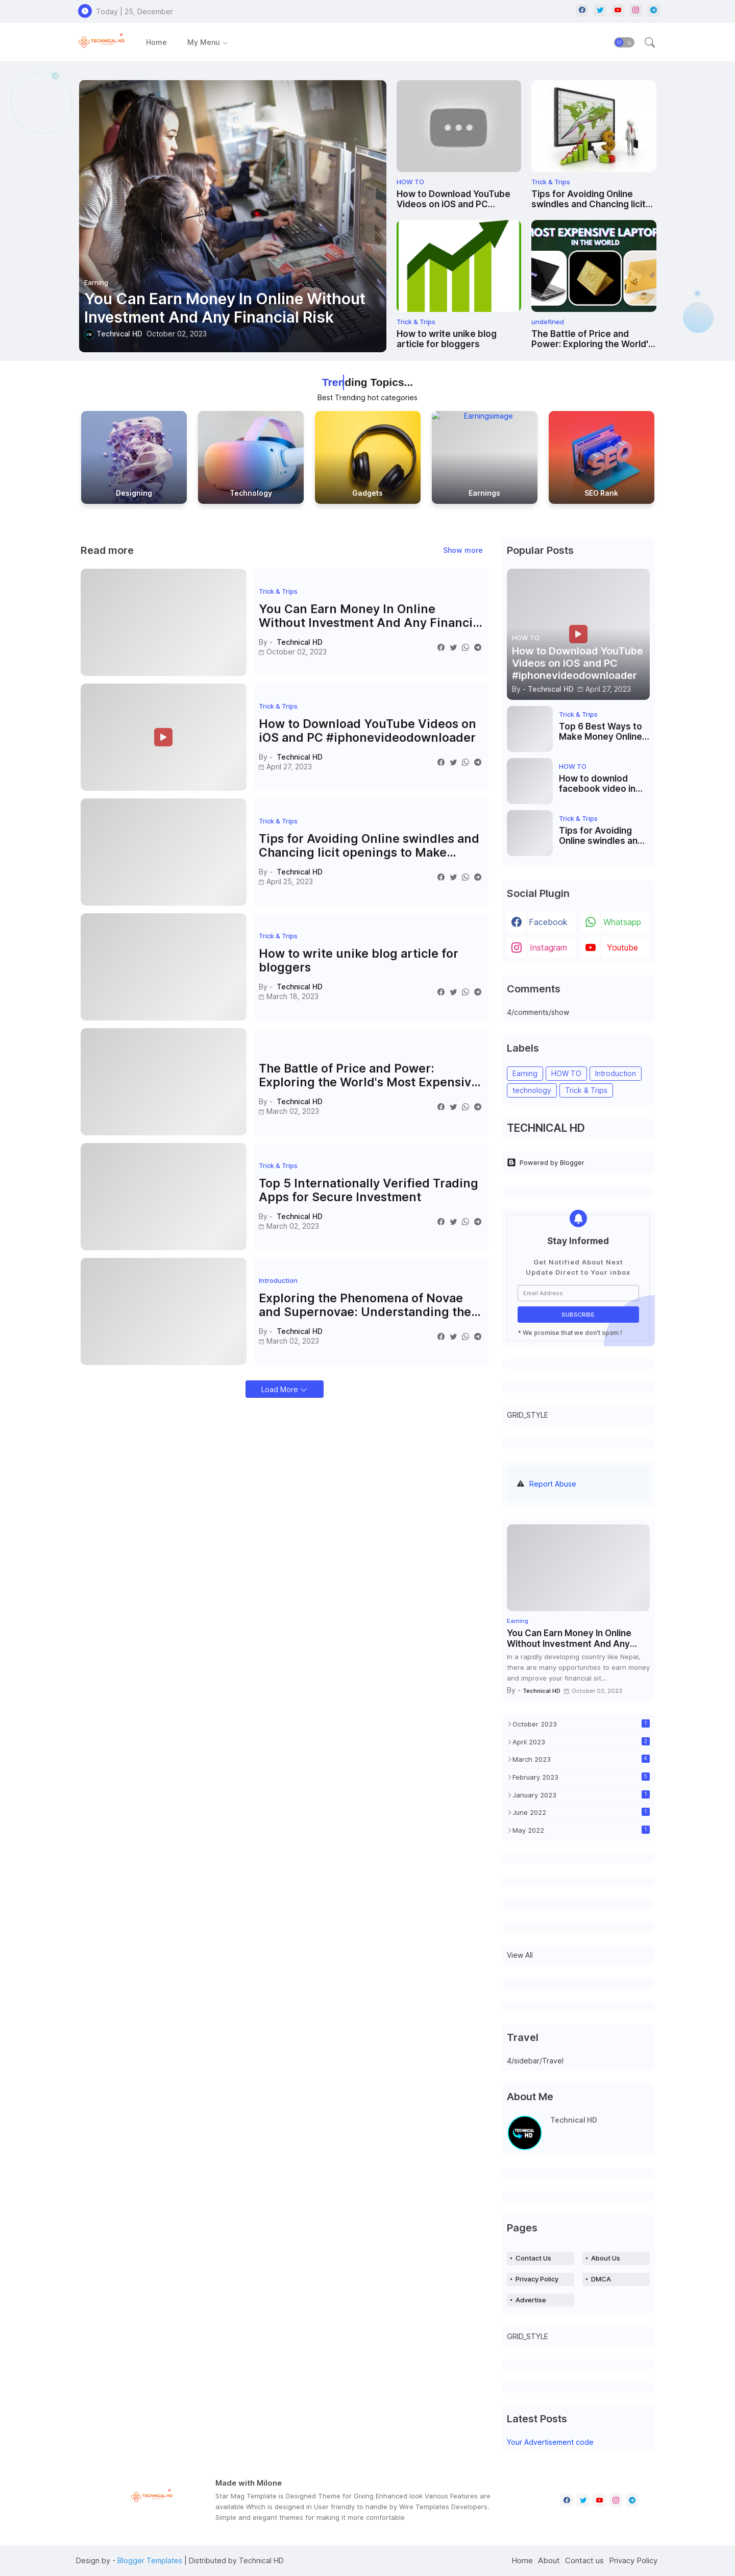 Today | 25, December
TECHNICAL HD
Home
My Menu
Earning
You Can Earn Money In Online Without
Investment And Any Financial Risk
Technical HD October 02, 2023
HOW TO
How to Download YouTube
Videos on iOS and PC...
Trick & Trips
Tips for Avoiding Online
swindles and Chancing licit...
Trick & Trips
How to write unike blog
article for bloggers
MOST EXPENSIVE LAPTOP
IN THE WORLD
undefined
The Battle of Price and
Power: Exploring the World'...
Trending Topics...
Best Trending hot categories
Designing
Technology
Gadgets
Earningsimage
Earnings
SEO
SEO Rank
Read more
Show more
Trick & Trips
You Can Earn Money In Online
Without Investment And Any Financi...
By - Technical HD
October 02, 2023
Trick & Trips
How to Download YouTube Videos on
iOS and PC #iphonevideodownloader
By - Technical HD
April 27, 2023
Trick & Trips
Tips for Avoiding Online swindles and
Chancing licit openings to Make...
By - Technical HD
April 25, 2023
Trick & Trips
How to write unike blog article for
bloggers
By - Technical HD
March 18, 2023
The Battle of Price and Power:
Exploring the World's Most Expensiv...
By - Technical HD
March 02, 2023
Trick & Trips
Top 5 Internationally Verified Trading
Apps for Secure Investment
By - Technical HD
March 02, 2023
Introduction
Exploring the Phenomena of Novae
and Supernovae: Understanding the...
By - Technical HD
March 02, 2023
Load More
Popular Posts
HOW TO
How to Download YouTube
Videos on iOS and PC
#iphonevideodownloader
By - Technical HD April 27, 2023
Trick & Trips
Top 6 Best Ways to
Make Money Online...
HOW TO
How to downlod
facebook video in...
Trick & Trips
Tips for Avoiding
Online swindles an...
Social Plugin
Facebook
Whatsapp
Instagram
Youtube
Comments
4/comments/show
Labels
Earning
HOW TO
Introduction
technology
Trick & Trips
TECHNICAL HD
Powered by Blogger
Stay Informed
Get Notified About Next
Update Direct to Your inbox
Email Address
SUBSCRIBE
* We promise that we don't spam !
GRID_STYLE
Report Abuse
Earning
You Can Earn Money In Online
Without Investment And Any...
In a rapidly developing country like Nepal,
there are many opportunities to earn money
and improve your financial sit...
By - Technical HD October 02, 2023
October 2023 1
April 2023 2
March 2023 4
February 2023 5
January 2023 1
June 2022 1
May 2022 1
View All
Travel
4/sidebar/Travel
About Me
TECHNICAL
HD
Technical HD
Pages
Contact Us
About Us
Privacy Policy
DMCA
Advertise
GRID_STYLE
Latest Posts
Your Advertisement code
TECHNICAL HD
Made with Milone
Star Mag Template is Designed Theme for Giving Enhanced look Various Features are
available Which is designed in User friendly to handle by Wire Templates Developers.
Simple and elegant themes for making it more comfortable
Design by - Blogger Templates | Distributed by Technical HD
Home About Contact us Privacy Policy